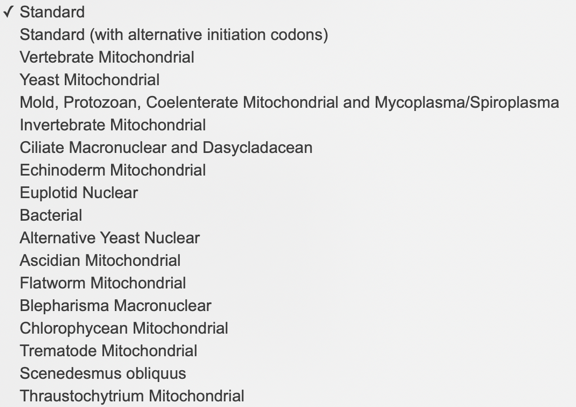 ✓ Standard
Standard (with alternative initiation codons)
Vertebrate Mitochondrial
Yeast Mitochondrial
Mold, Protozoan, Coelenterate Mitochondrial and Mycoplasma/Spiroplasma
Invertebrate Mitochondrial
Ciliate Macronuclear and Dasycladacean
Echinoderm Mitochondrial
Euplotid Nuclear
Bacterial
Alternative Yeast Nuclear
Ascidian Mitochondrial
Flatworm Mitochondrial
Blepharisma Macronuclear
Chlorophycean Mitochondrial
Trematode Mitochondrial
Scenedesmus obliquus
Thraustochytrium Mitochondrial